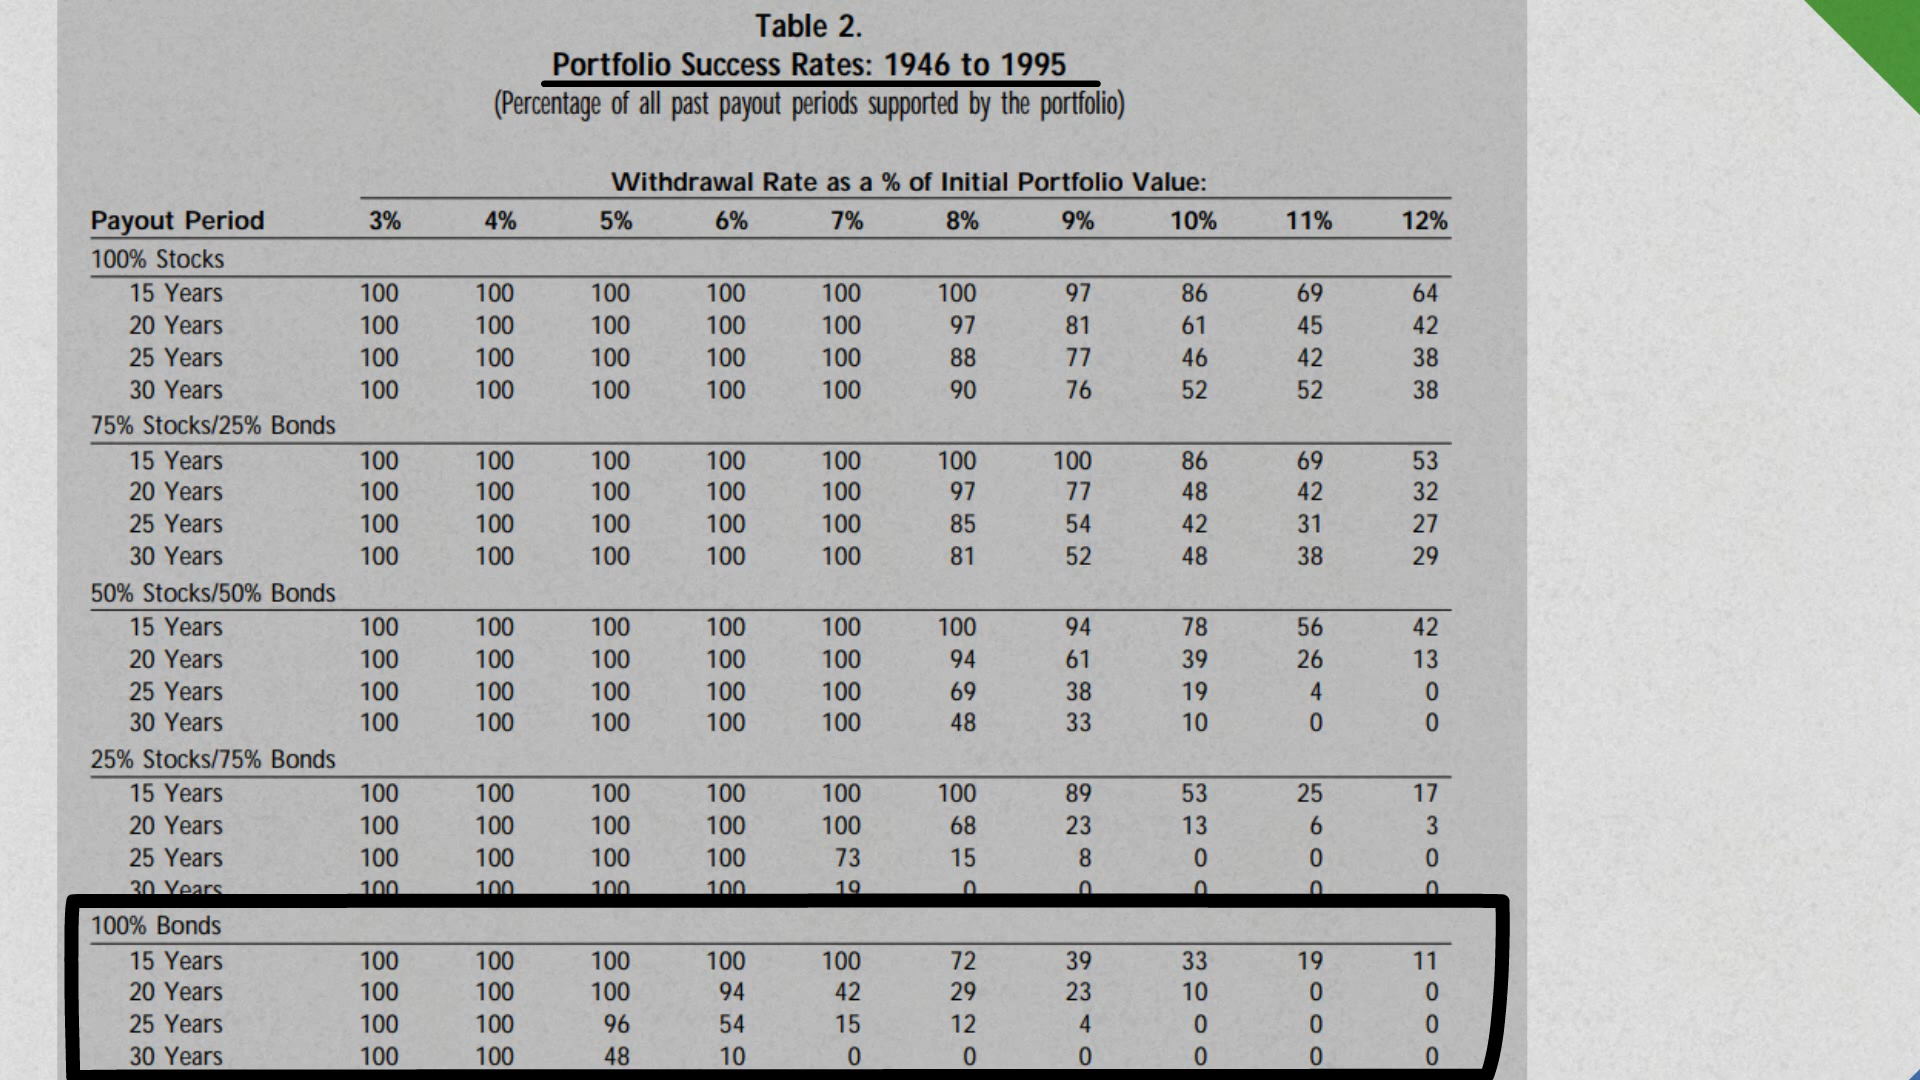 Table 2.
Portfolio Success Rates: 1946 to 1995
(Percentage of all past payout periods supported by the portfolio)
Withdrawal Rate as a % of Initial Portfolio Value:
Payout Period 3% 4% 5% 6% 7% 8% 9% 10% 11% 12%
100% Stocks
15 Years 100 100 100 100 100 100 97 86 69 64
20 Years 100 100 100 100 100 97 81 61 45 42
25 Years 100 100 100 100 100 88 77 46 42 38
30 Years 100 100 100 100 100 90 76 52 52 38
75% Stocks/25% Bonds
15 Years 100 100 100 100 100 100 100 86 69 53
20 Years 100 100 100 100 100 97 77 48 42 32
25 Years 100 100 100 100 100 85 54 42 31 27
30 Years 100 100 100 100 100 81 52 48 38 29
50% Stocks/50% Bonds
15 Years 100 100 100 100 100 100 94 78 56 42
20 Years 100 100 100 100 100 94 61 39 26 13
25 Years 100 100 100 100 100 69 38 19 4 0
30 Years 100 100 100 100 100 48 33 10 0 0
25% Stocks/75% Bonds
15 Years 100 100 100 100 100 100 89 53 25 17
20 Years 100 100 100 100 100 68 23 13 6 3
25 Years 100 100 100 100 73 15 8 0 0 0
30 Years 100 100 100 100 19 0 0 0 0 0
100% Bonds
15 Years 100 100 100 100 100 72 39 33 19 11
20 Years 100 100 100 94 42 29 23 10 0 0
25 Years 100 100 96 54 15 12 4 0 0 0
30 Years 100 100 48 10 0 0 0 0 0 0